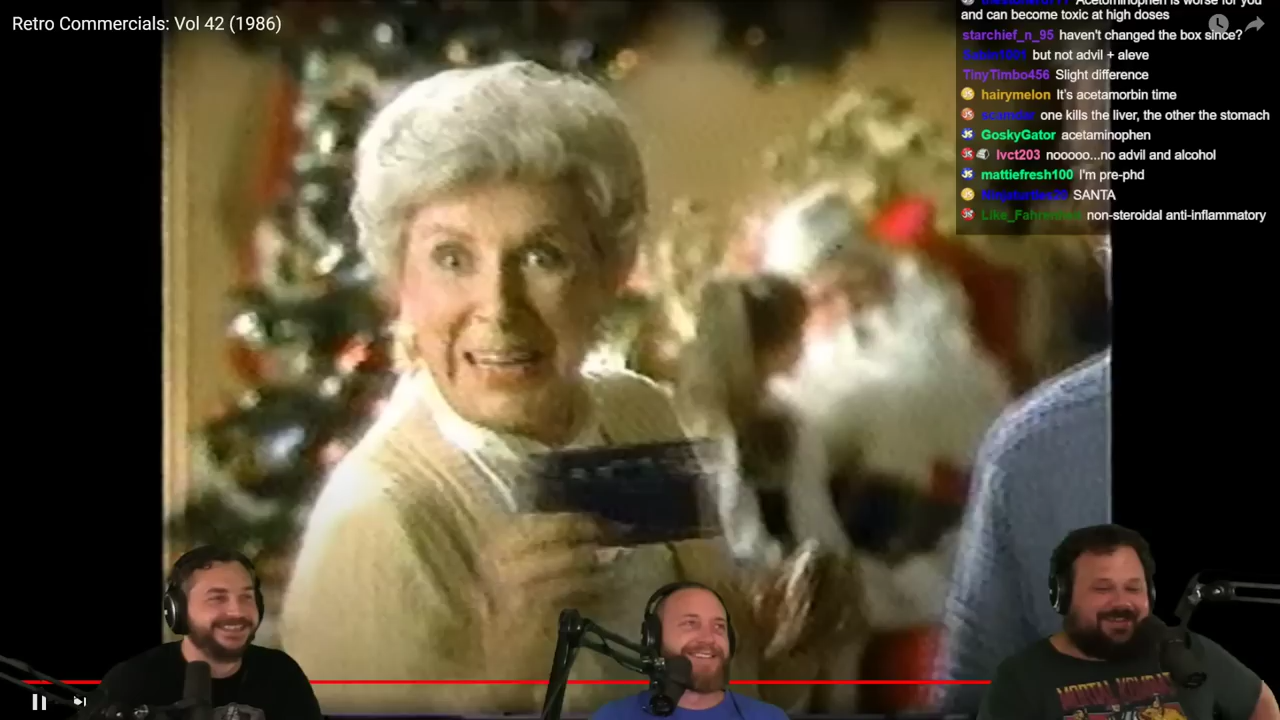 Retro Commercials: Vol 42 (1986)
Acetominophen is worse for you
and can become toxic at high doses
starchief_n_95 haven't changed the box since?
but not advil + aleve
TinyTimbo456 Slight difference
hairymelon It's acetamorbin time
one kills the liver, the other the stomach
GoskyGator acetaminophen
lvct203 nooooo...no advil and alcohol
mattiefresh100 I'm pre-phd
SANTA
non-steroidal anti-inflammatory
MORTAL KOMBAT